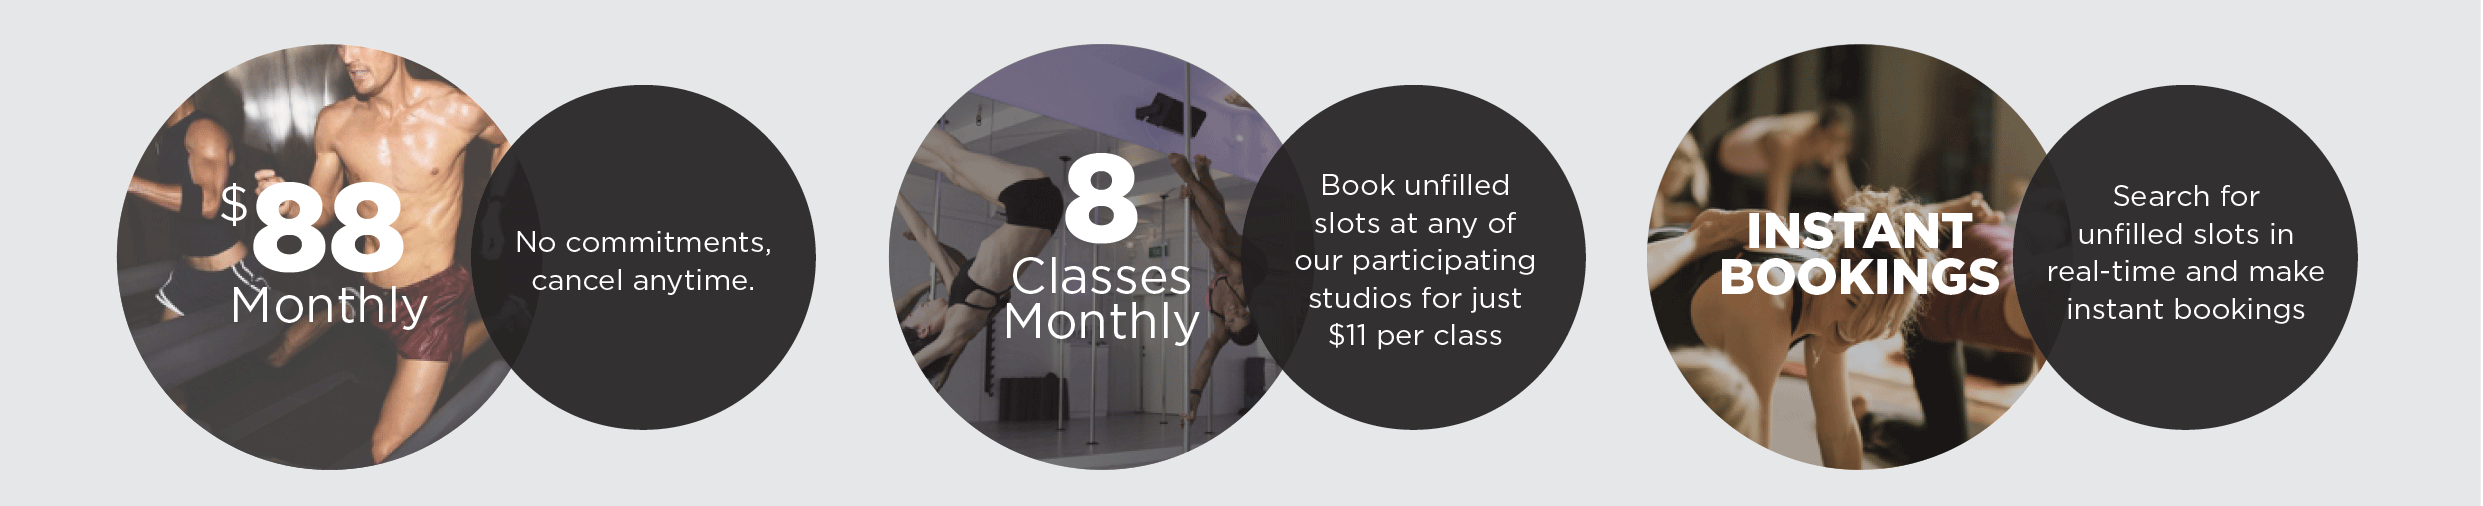 $88
Monthly
No commitments,
cancel anytime.
8
Classes
Monthly
Book unfilled
slots at any of
our participating
studios for just
$11 per class
INSTANT
BOOKINGS
Search for
unfilled slots in
real-time and make
instant bookings